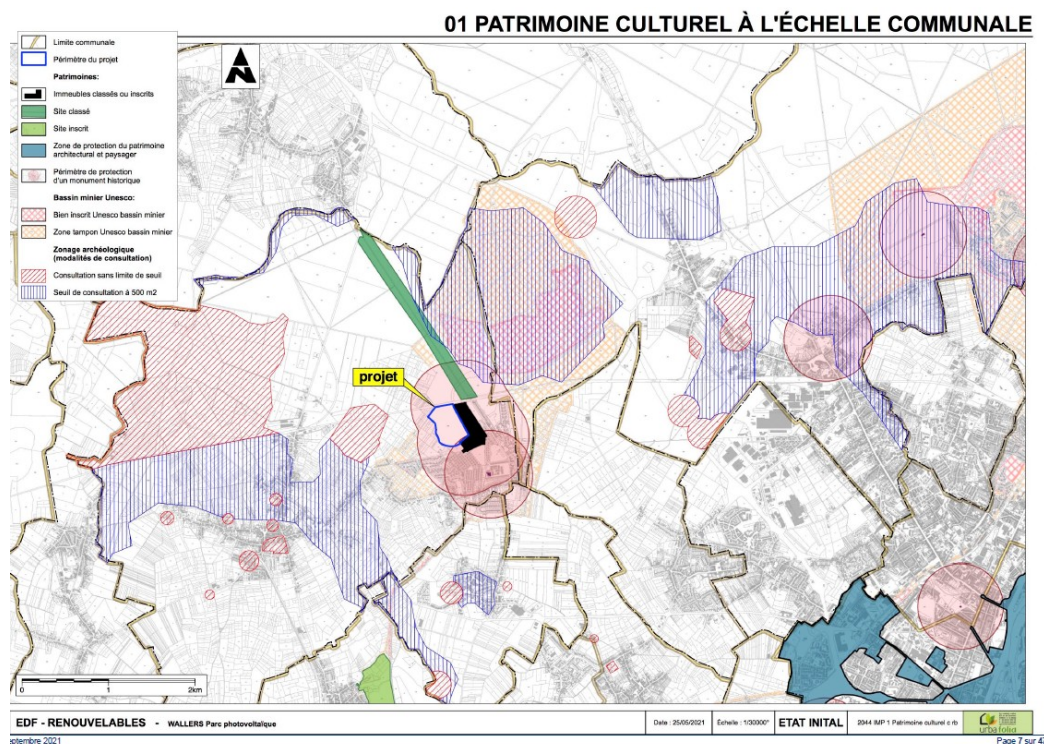 01 PATRIMOINE CULTUREL À L'ÉCHELLE COMMUNALE
Limite communale
Périmètre du projet
Patrimoines:
Immeubles classés ou inscrits
Site classé
Site inscrit
Zone de protection du patrimoine
architectural et paysager
Périmètre de protection
d'un monument historique
Bassin minier Unesco:
Bien inscrit Unesco bassin minier
Zone tampon Unesco bassin minier
Zonage archéologique
(modalités de consultation)
Consultation sans limite de seuil
Seuil de consultation à 500 m2
N
projet
0 1 2km
EDF - RENOUVELABLES - WALLERS Parc photovoltaïque
Date : 25/05/2021
Échelle : 1/30000°
ETAT INITAL
2044 IMP 1 Patrimoine culturel c rb
urbafolia
eptembre 2021
Page 7 sur 42